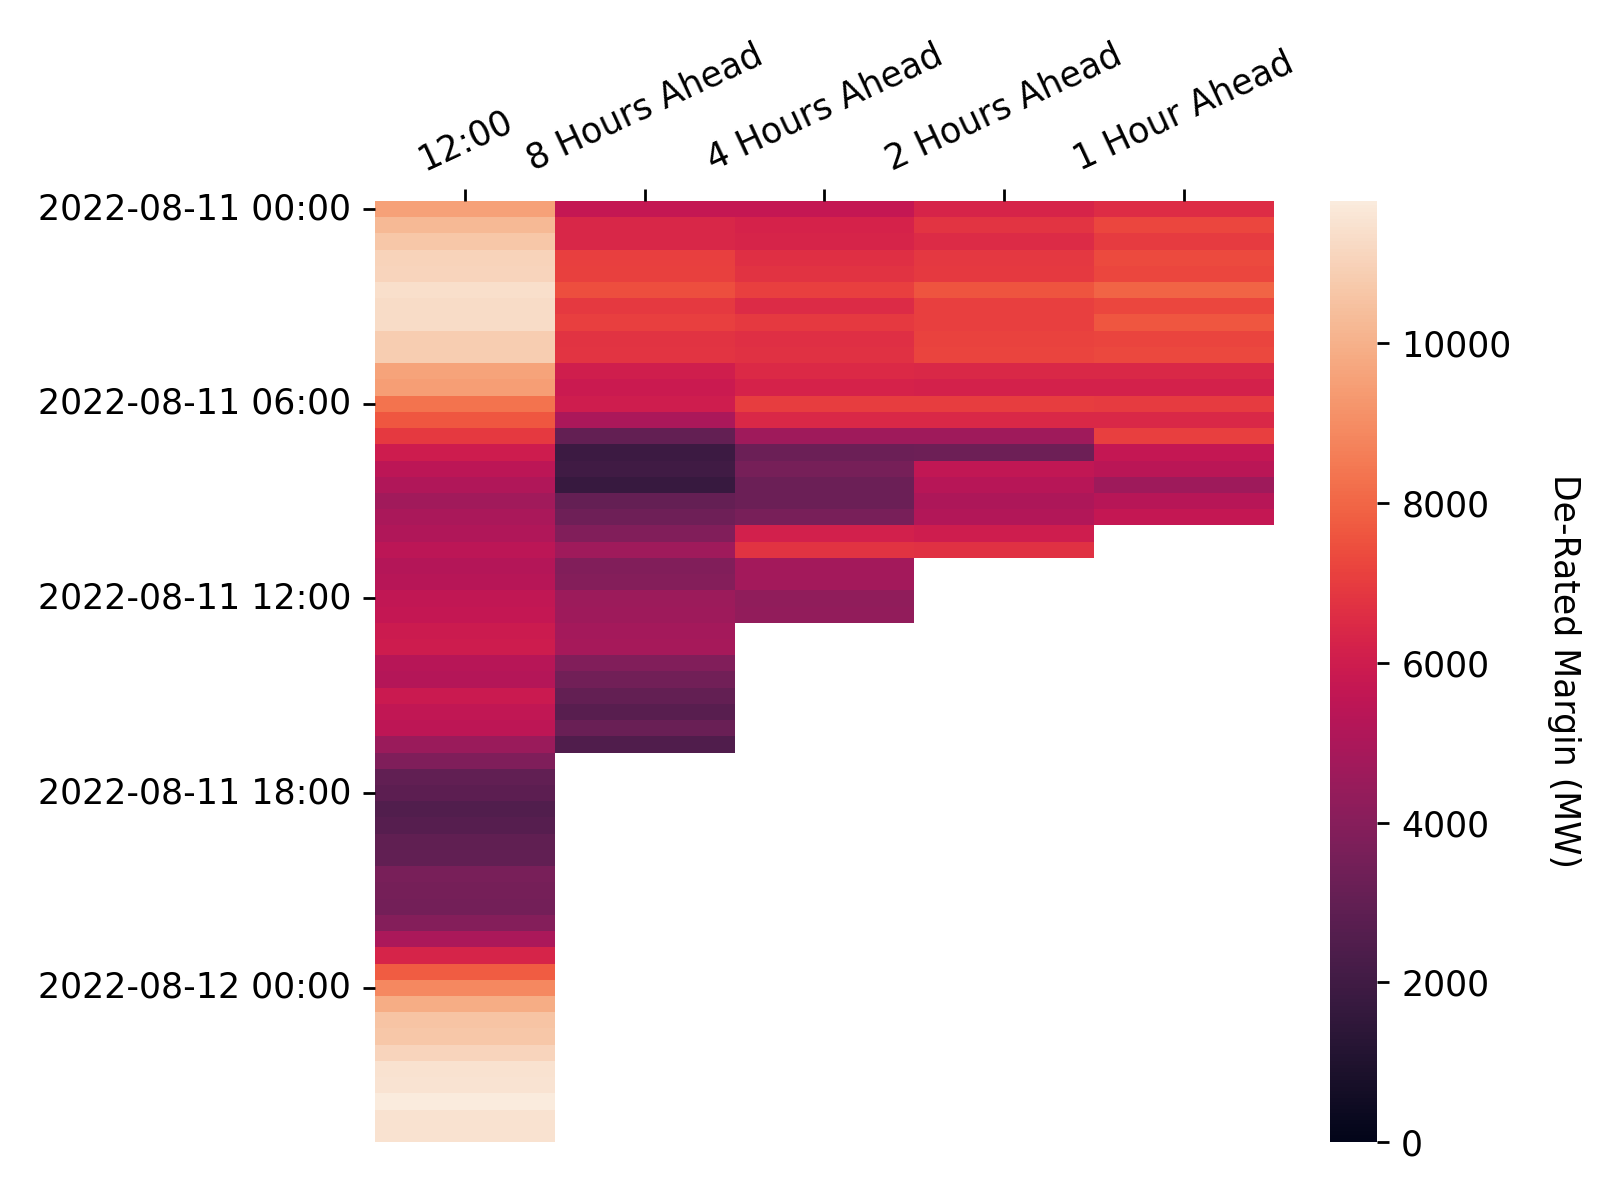 12:00
8 Hours Ahead
4 Hours Ahead
2 Hours Ahead
1 Hour Ahead
2022-08-11 00:00
2022-08-11 06:00
2022-08-11 12:00
2022-08-11 18:00
2022-08-12 00:00
10000
8000
6000
4000
2000
0
De-Rated Margin (MW)